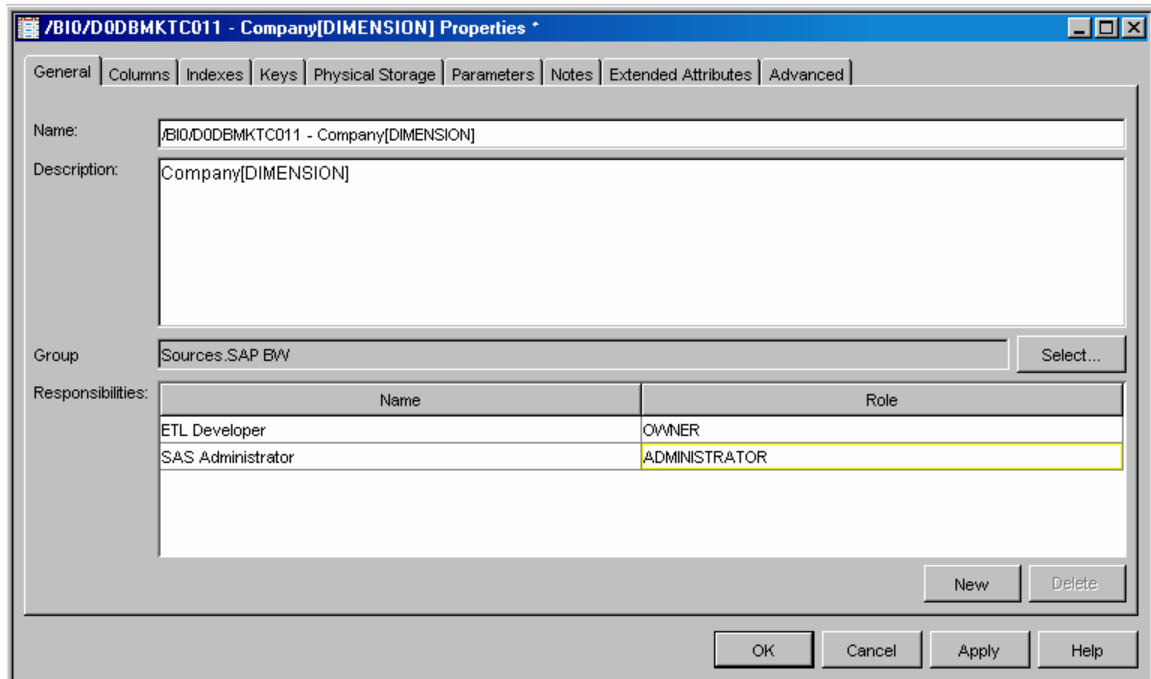 /BI0/D0DBMKTC011 - Company[DIMENSION] Properties *
General Columns Indexes Keys Physical Storage Parameters Notes Extended Attributes Advanced
Name: /BI0/D0DBMKTC011 - Company[DIMENSION]
Description: Company[DIMENSION]
Group Sources.SAP BW Select...
Responsibilities: Name Role
ETL Developer OWNER
SAS Administrator ADMINISTRATOR
New Delete
OK Cancel Apply Help